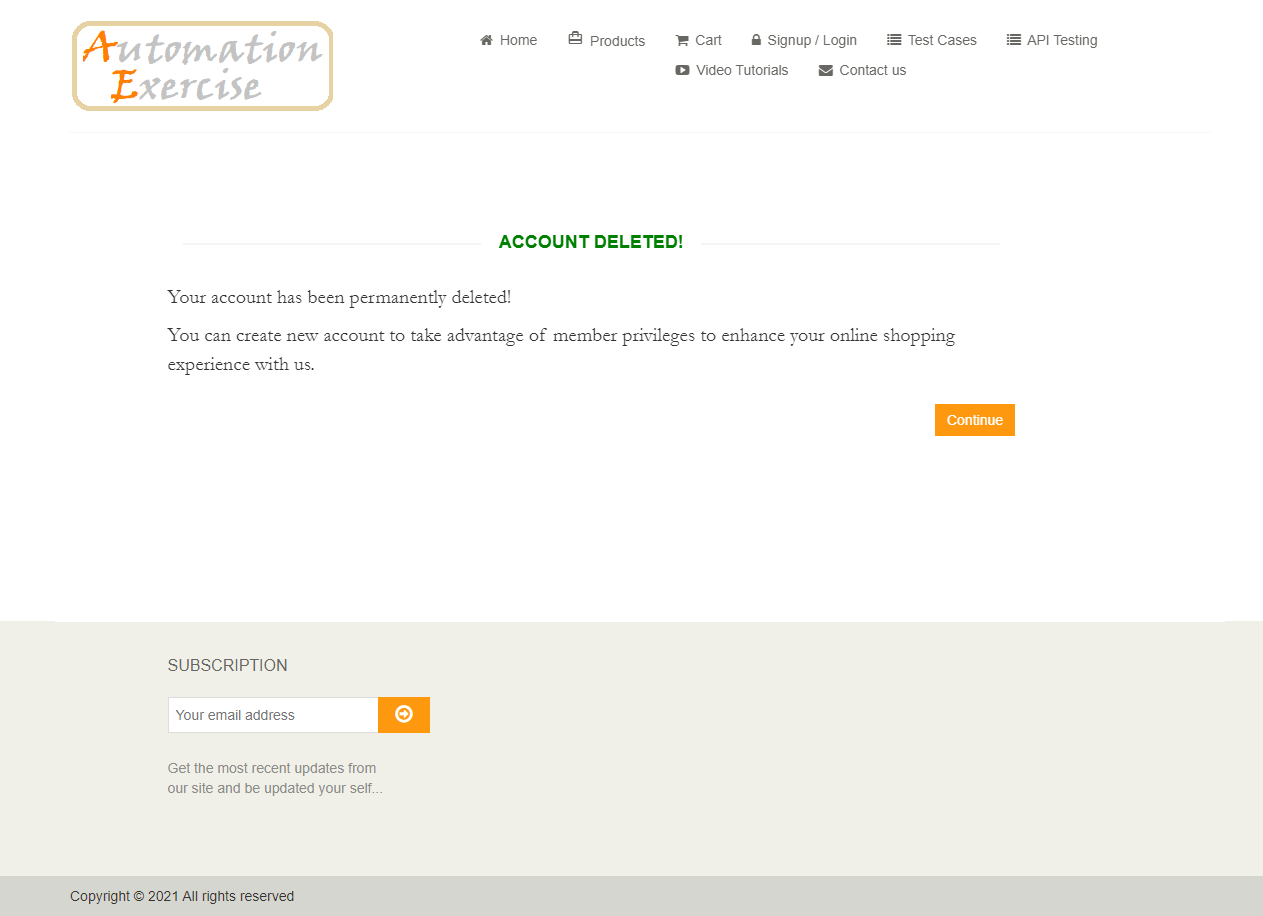 Automation
Exercise
Home Products Cart Signup / Login Test Cases API Testing
Video Tutorials Contact us
ACCOUNT DELETED!
Your account has been permanently deleted!
You can create new account to take advantage of member privileges to enhance your online shopping
experience with us.
Continue
SUBSCRIPTION
Your email address
Get the most recent updates from
our site and be updated your self...
Copyright © 2021 All rights reserved